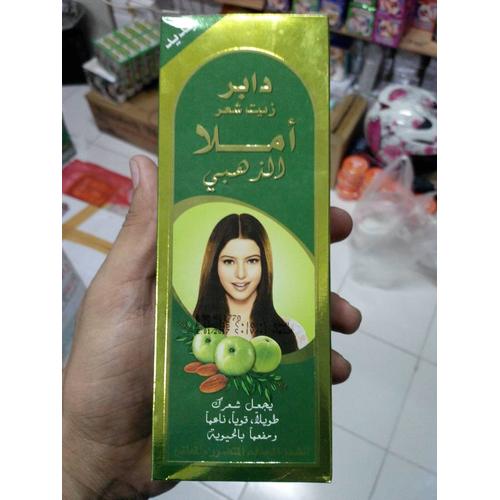 جديد
دابر
زيت شعر
أملا
الذهبي
يجعل شعرك
طويلاً، قوياً، ناعماً
ومفعماً بالحيوية